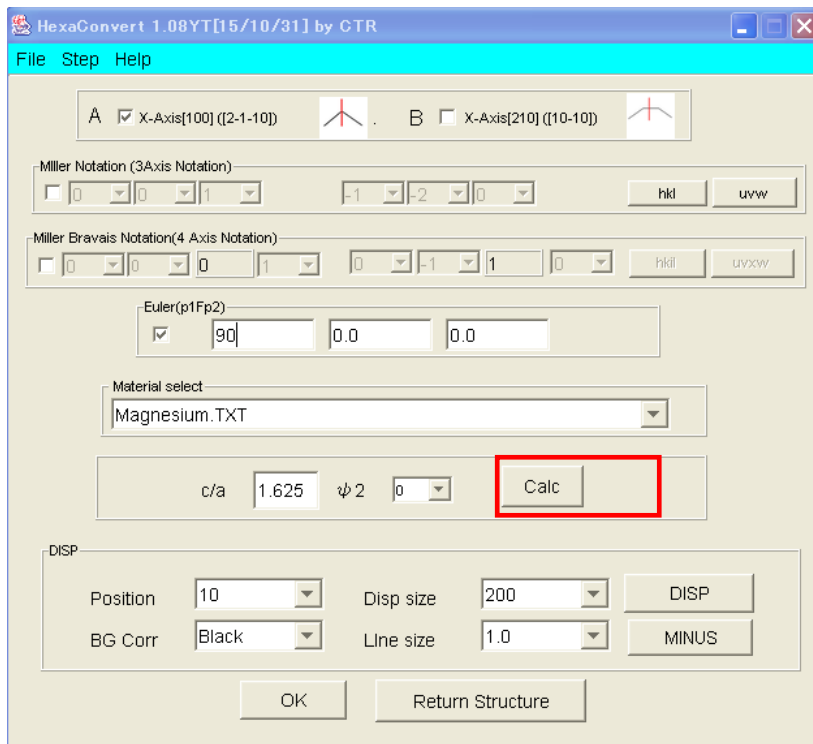 HexaConvert 1.08YT[15/10/31] by CTR
File Step Help
A X-Axis[100] ([2-1-10]) . B X-Axis[210] ([10-10])
Miller Notation (3Axis Notation)
0 0 1 -1 -2 0 hkl uvw
Miller Bravais Notation(4 Axis Notation)
0 0 0 1 0 -1 1 0 hkil uvxw
Euler(p1Fp2)
90 0.0 0.0
Material select
Magnesium.TXT
c/a 1.625 ψ2 0 Calc
DISP
Position 10 Disp size 200 DISP
BG Corr Black LIne size 1.0 MINUS
OK Return Structure